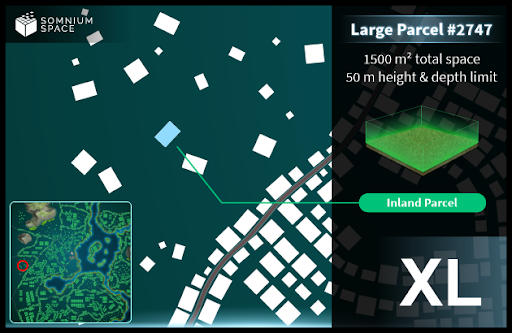 SOMNIUM
SPACE
Large Parcel #2747
1500 m² total space
50 m height & depth limit
Inland Parcel
XL